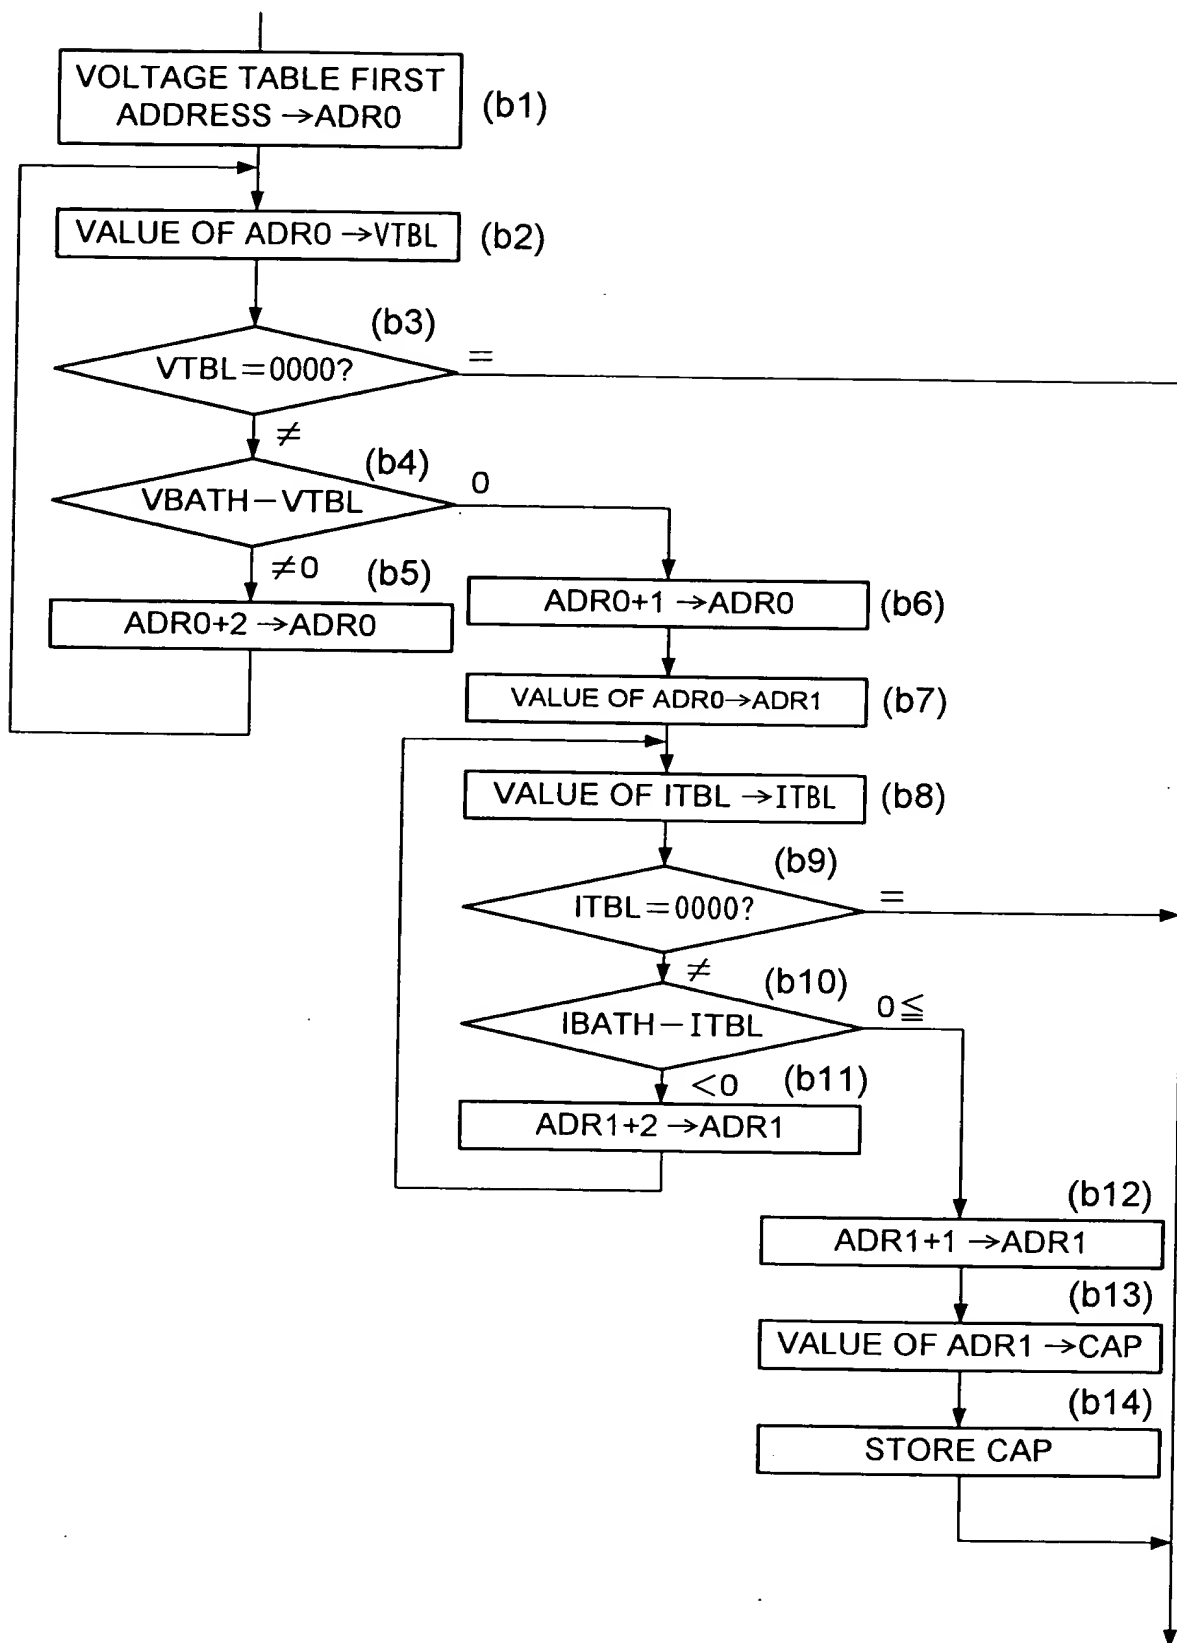 VOLTAGE TABLE FIRST
ADDRESS →ADR0
(b1)
VALUE OF ADR0 →VTBL
(b2)
(b3)
VTBL=0000?
=
≠
(b4)
VBATH-VTBL
0
≠0
(b5)
ADR0+2 →ADR0
ADR0+1 →ADR0
(b6)
VALUE OF ADR0→ADR1
(b7)
VALUE OF ITBL →ITBL
(b8)
(b9)
ITBL=0000?
=
≠
(b10)
IBATH-ITBL
0≦
<0
(b11)
ADR1+2 →ADR1
(b12)
ADR1+1 →ADR1
(b13)
VALUE OF ADR1 →CAP
(b14)
STORE CAP